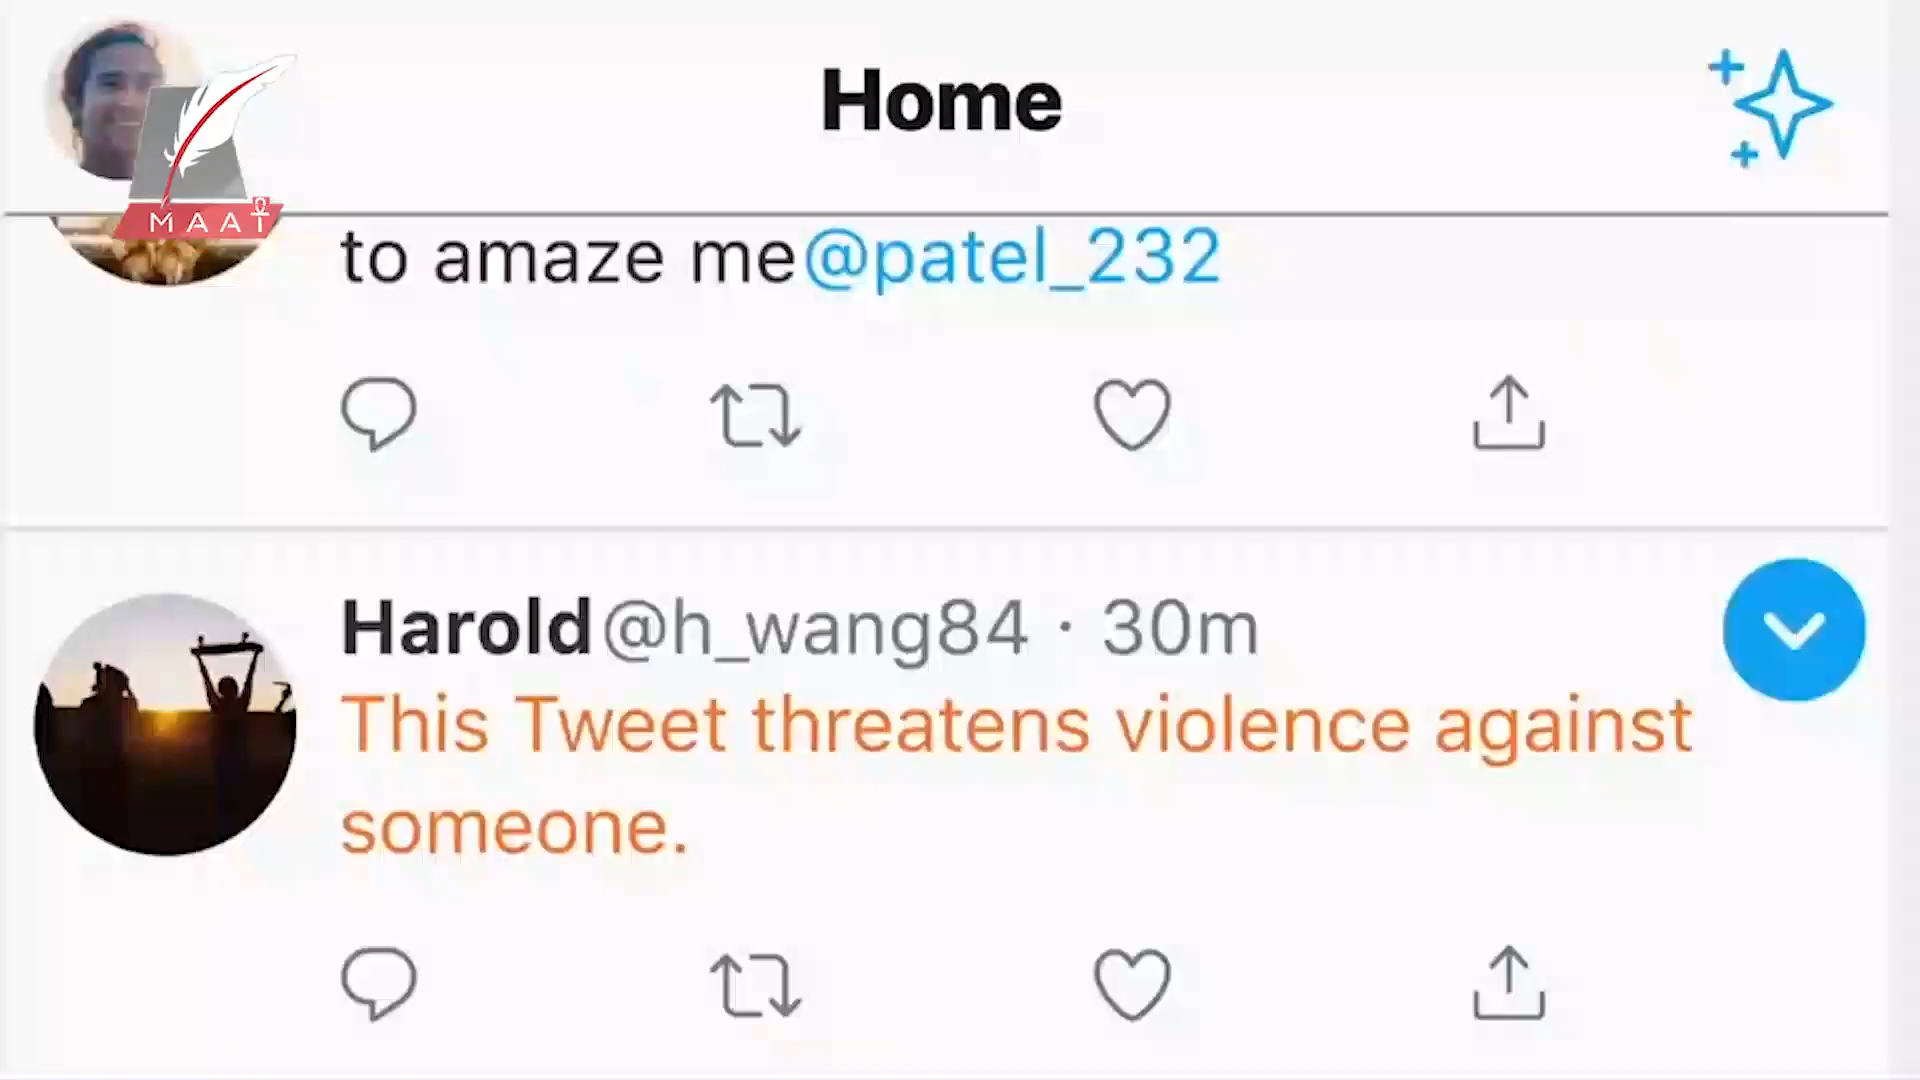 Home
MAAT
to amaze me @patel_232
Harold @h_wang84 · 30m
This Tweet threatens violence against
someone.